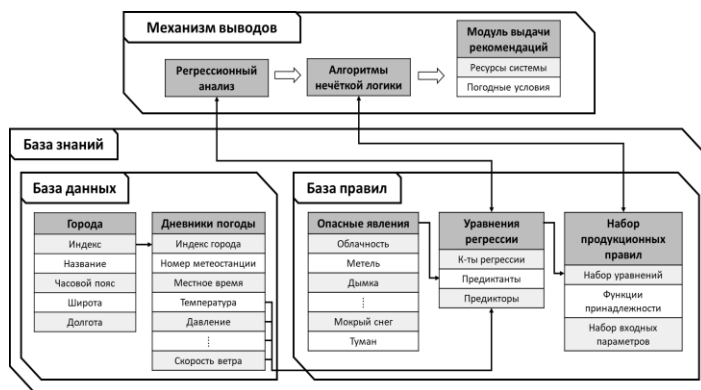 Механизм выводов
Регрессионный
анализ
Алгоритмы
нечёткой логики
Модуль выдачи
рекомендаций
Ресурсы системы
Погодные условия
База знаний
База данных
Города
Индекс
Название
Часовой пояс
Широта
Долгота
Дневники погоды
Индекс города
Номер метеостанции
Местное время
Температура
Давление
⋮
Скорость ветра
База правил
Опасные явления
Облачность
Метель
Дымка
⋮
Мокрый снег
Туман
Уравнения
регрессии
К-ты регрессии
Предиктанты
Предикторы
Набор
продукционных
правил
Набор уравнений
Функции
принадлежности
Набор входных
параметров